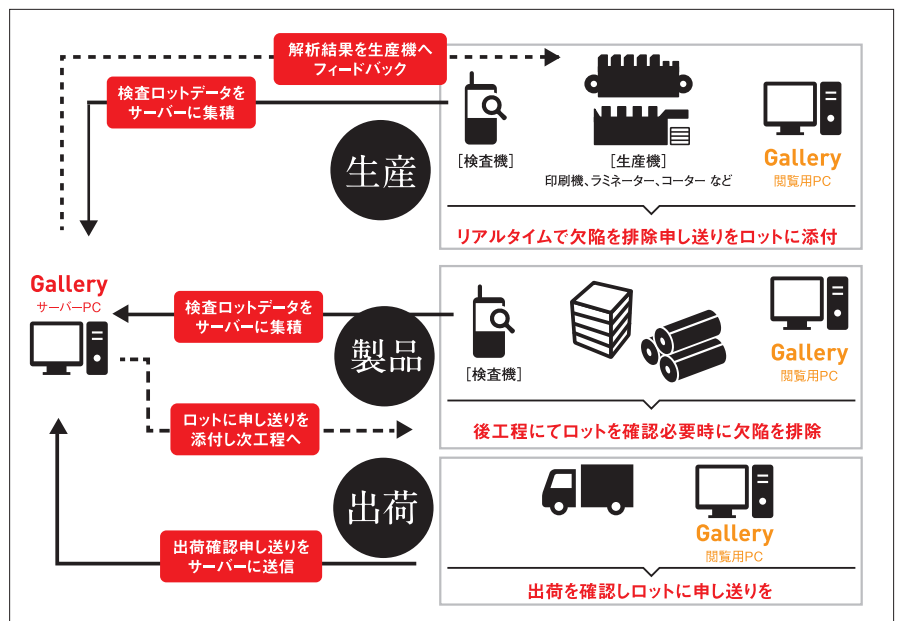 解析結果を生産機へ
フィードバック
検査ロットデータを
サーバーに集積
生産
[検査機]
[生産機]
印刷機、ラミネーター、コーター など
Gallery
閲覧用PC
リアルタイムで欠陥を排除申し送りをロットに添付
Gallery
サーバーPC
検査ロットデータを
サーバーに集積
製品
[検査機]
Gallery
閲覧用PC
ロットに申し送りを
添付し次工程へ
後工程にてロットを確認必要時に欠陥を排除
出荷
Gallery
閲覧用PC
出荷確認申し送りを
サーバーに送信
出荷を確認しロットに申し送りを